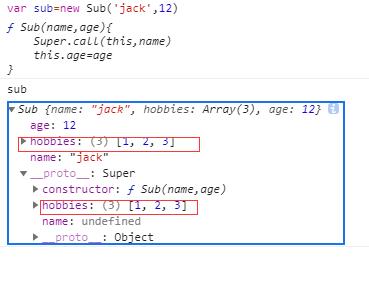 var sub=new Sub('jack',12)
ƒ Sub(name,age){
Super.call(this,name)
this.age=age
}
sub
▼Sub {name: "jack", hobbies: Array(3), age: 12} i
age: 12
▶hobbies: (3) [1, 2, 3]
name: "jack"
▼__proto__: Super
▶constructor: ƒ Sub(name,age)
▶hobbies: (3) [1, 2, 3]
name: undefined
▶__proto__: Object